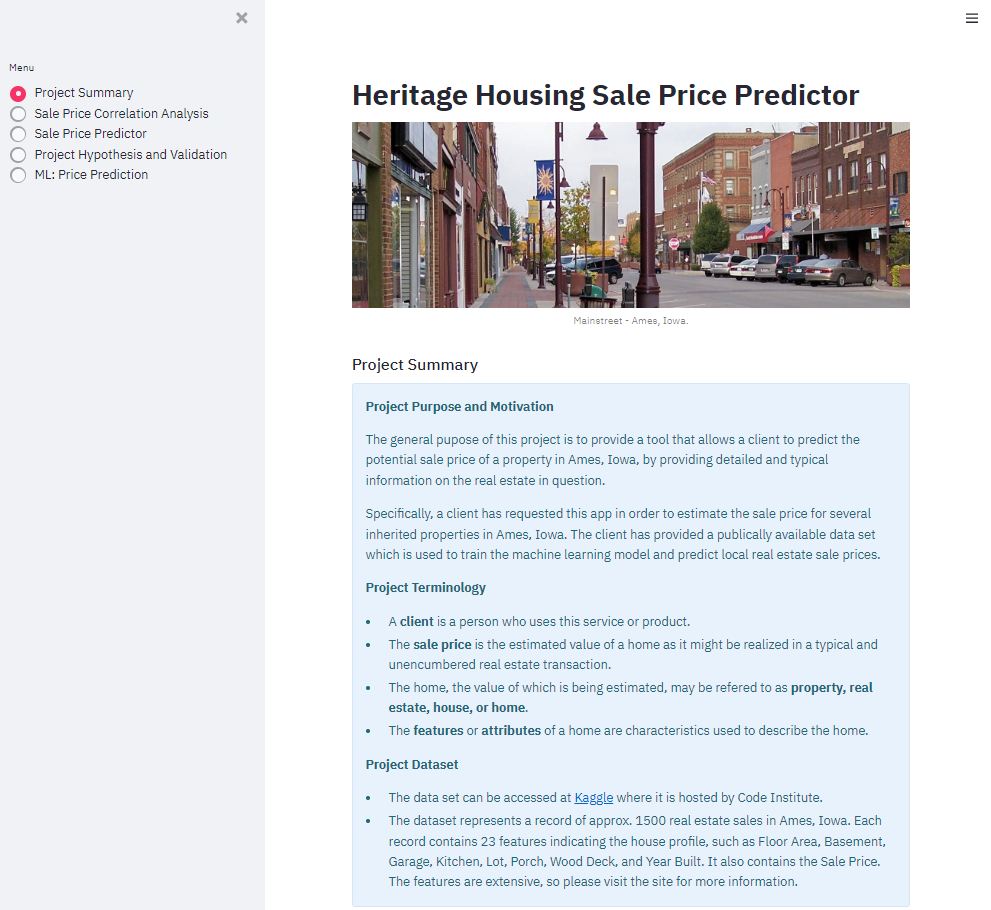 Menu
Project Summary
Sale Price Correlation Analysis
Sale Price Predictor
Project Hypothesis and Validation
ML: Price Prediction
Heritage Housing Sale Price Predictor
Mainstreet - Ames, Iowa.
Project Summary
Project Purpose and Motivation
The general pupose of this project is to provide a tool that allows a client to predict the
potential sale price of a property in Ames, Iowa, by providing detailed and typical
information on the real estate in question.
Specifically, a client has requested this app in order to estimate the sale price for several
inherited properties in Ames, Iowa. The client has provided a publically available data set
which is used to train the machine learning model and predict local real estate sale prices.
Project Terminology
• A client is a person who uses this service or product.
• The sale price is the estimated value of a home as it might be realized in a typical and
unencumbered real estate transaction.
• The home, the value of which is being estimated, may be refered to as property, real
estate, house, or home.
• The features or attributes of a home are characteristics used to describe the home.
Project Dataset
• The data set can be accessed at Kaggle where it is hosted by Code Institute.
• The dataset represents a record of approx. 1500 real estate sales in Ames, Iowa. Each
record contains 23 features indicating the house profile, such as Floor Area, Basement,
Garage, Kitchen, Lot, Porch, Wood Deck, and Year Built. It also contains the Sale Price.
The features are extensive, so please visit the site for more information.